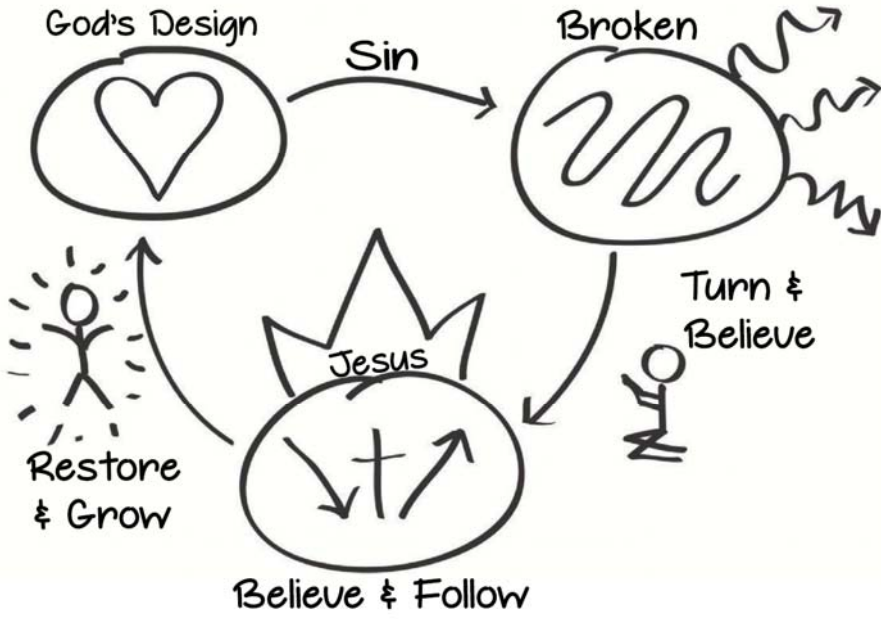 God's Design
Sin
Broken
Turn &
Believe
Jesus
Restore
& Grow
Believe & Follow